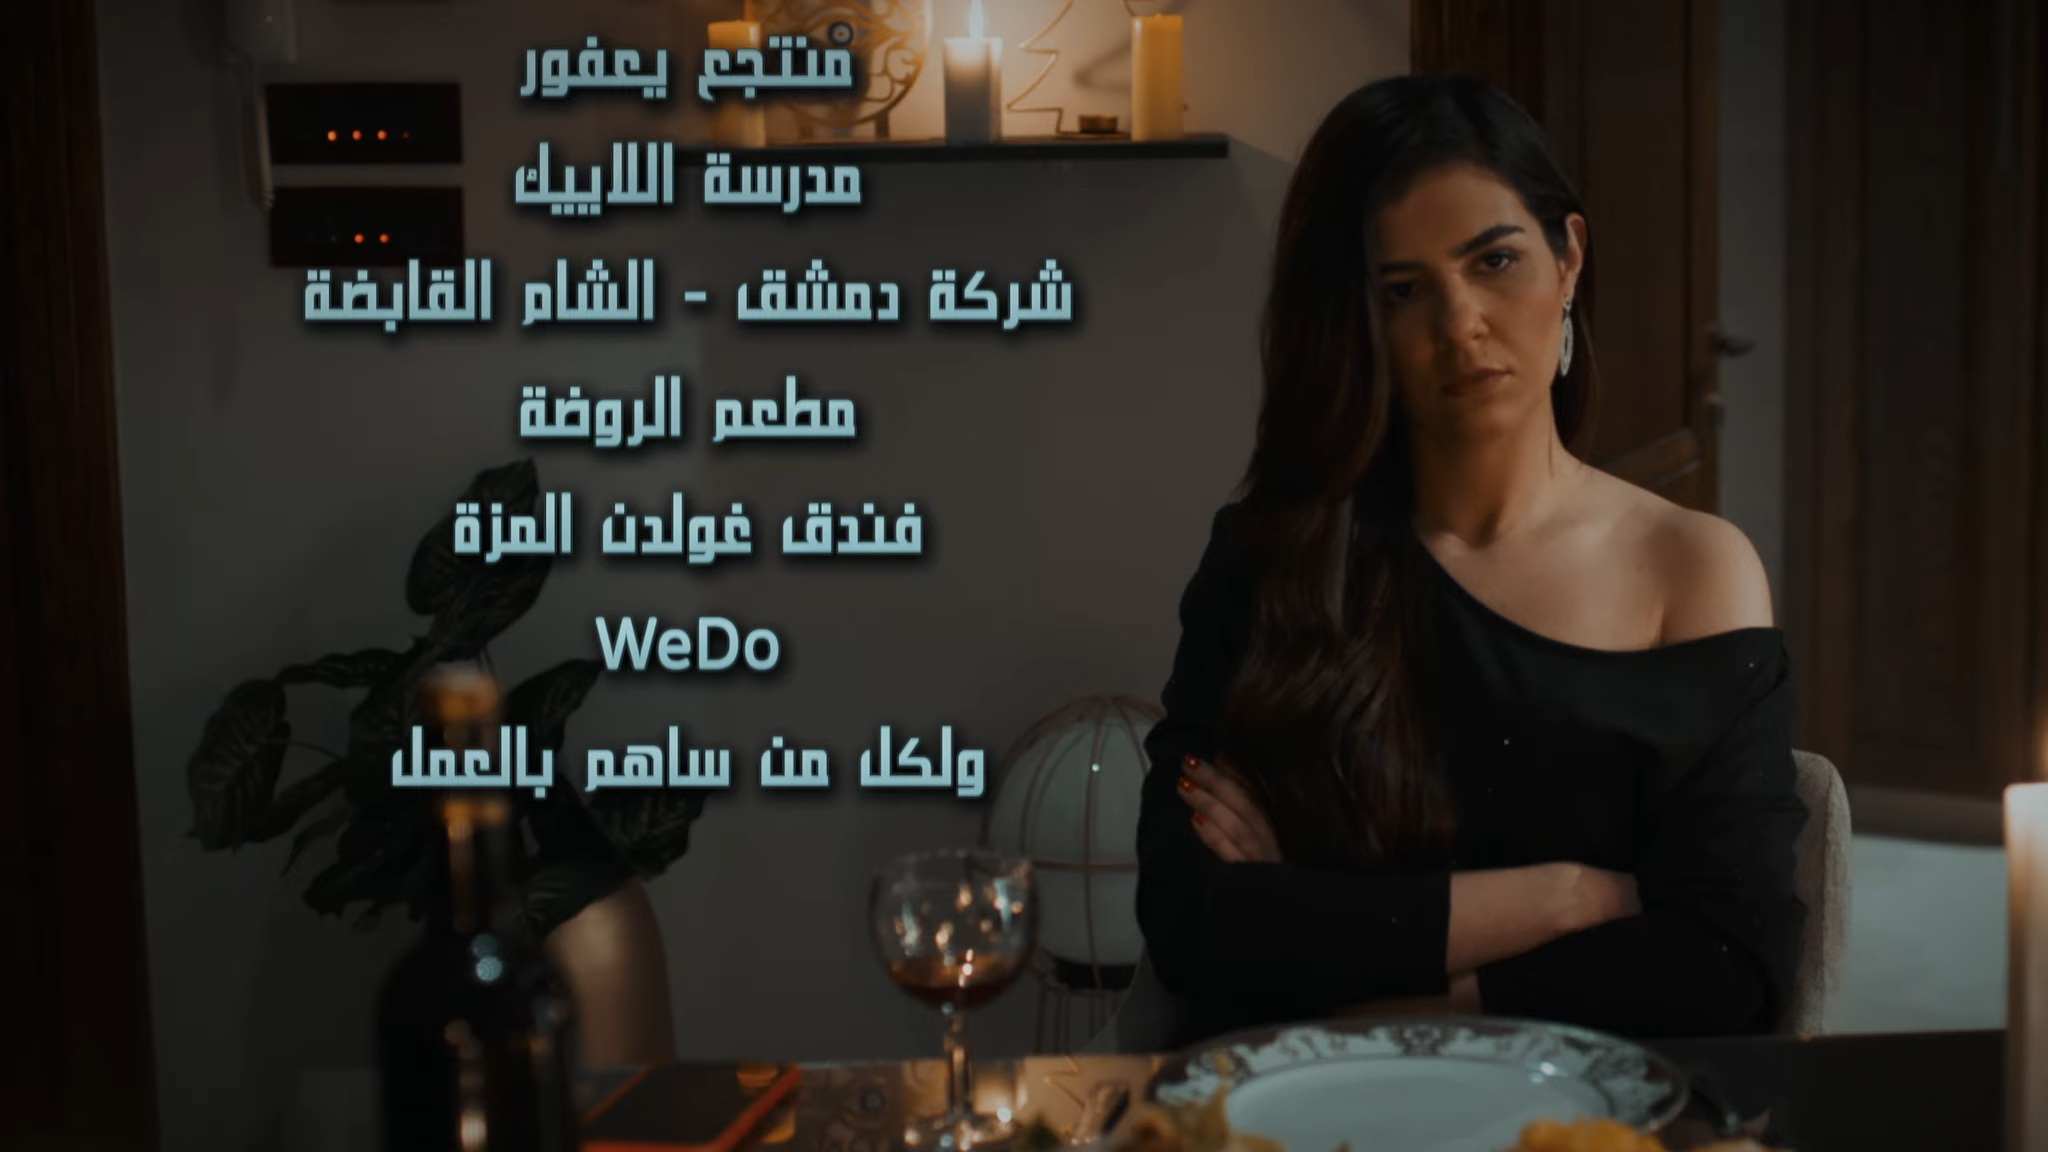 منتجع يعفور
مدرسة اللاييك
شركة دمشق - الشام القابضة
مطعم الروضة
فندق غولدن المزة
WeDo
ولكل من ساهم بالعمل